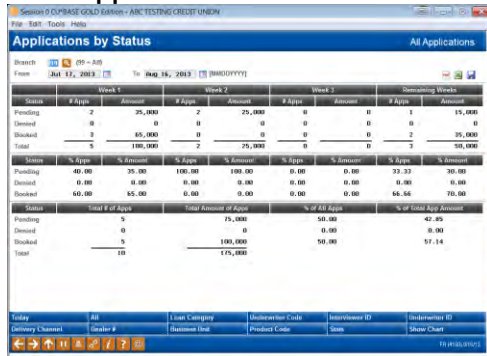 Session 0 CU*BASE GOLD Edition - ABC TESTING CREDIT UNION
File Edit Tools Help
Applications by Status All Applications
Branch (99 = All)
From Jul 17, 2013 To Aug 16, 2013 [MMDDYYYY]
Week 1 Week 2 Week 3 Remaining Weeks
Status # Apps Amount # Apps Amount # Apps Amount # Apps Amount
Pending 2 35,000 2 25,000 0 0 1 15,000
Denied 0 0 0 0 0 0 0 0
Booked 3 65,000 0 0 0 0 2 35,000
Total 5 100,000 2 25,000 0 0 3 50,000
Status % Apps % Amount % Apps % Amount % Apps % Amount % Apps % Amount
Pending 40.00 35.00 100.00 100.00 0.00 0.00 33.33 30.00
Denied 0.00 0.00 0.00 0.00 0.00 0.00 0.00 0.00
Booked 60.00 65.00 0.00 0.00 0.00 0.00 66.66 70.00
Status Total # of Apps Total Amount of Apps % of All Apps % of Total App Amount
Pending 5 75,000 50.00 42.85
Denied 0 0 0.00 0.00
Booked 5 100,000 50.00 57.14
Total 10 175,000
Today All Loan Category Underwriter Code Interviewer ID Underwriter ID
Delivery Channel Dealer # Business Unit Product Code Show Chart